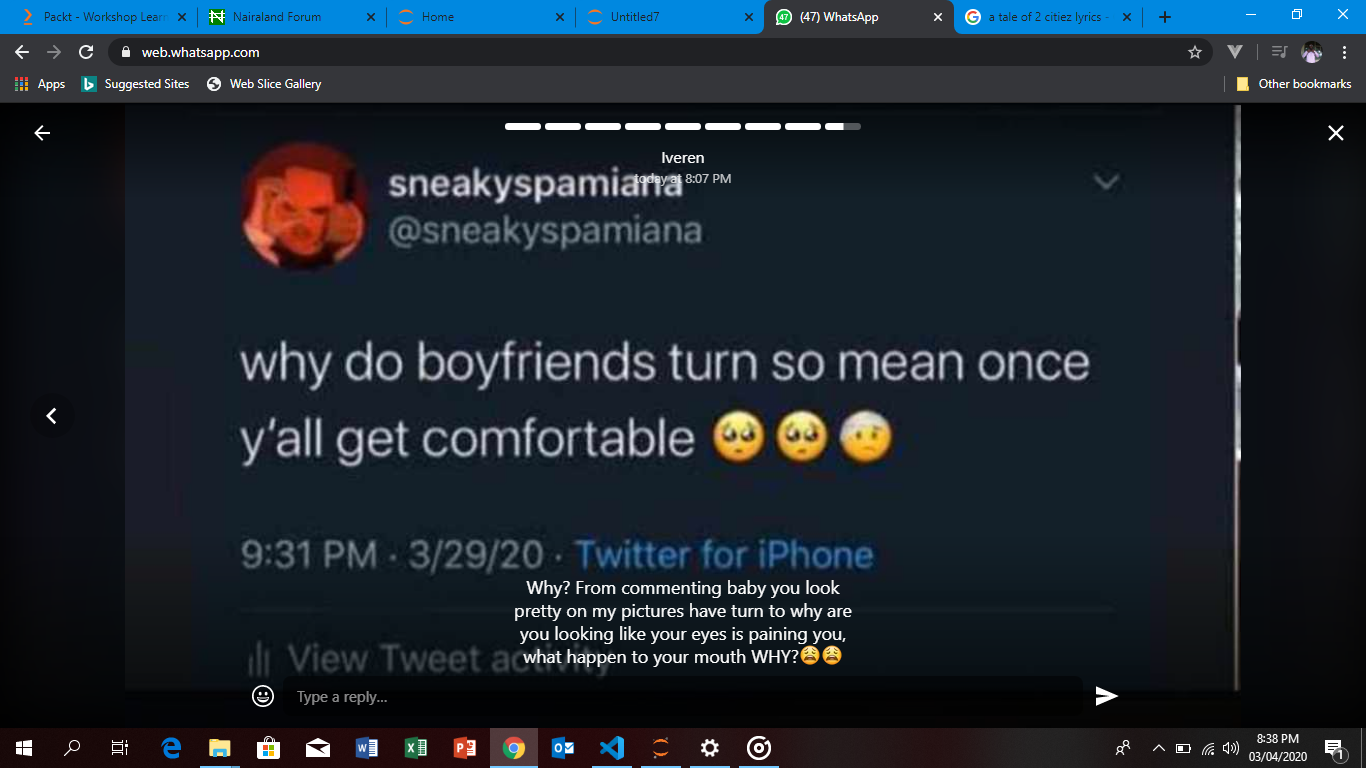 Packt - Workshop Learn
Nairaland Forum
Home
Untitled7
(47) WhatsApp
a tale of 2 citiez lyrics -
web.whatsapp.com
Apps
Suggested Sites
Web Slice Gallery
Other bookmarks
Iveren
today at 8:07 PM
sneakyspamiana
@sneakyspamiana
why do boyfriends turn so mean once
y'all get comfortable 🥺🥺🤕
9:31 PM · 3/29/20 · Twitter for iPhone
Why? From commenting baby you look
pretty on my pictures have turn to why are
you looking like your eyes is paining you,
what happen to your mouth WHY?😩😩
View Tweet activity
Type a reply...
8:38 PM
03/04/2020
1